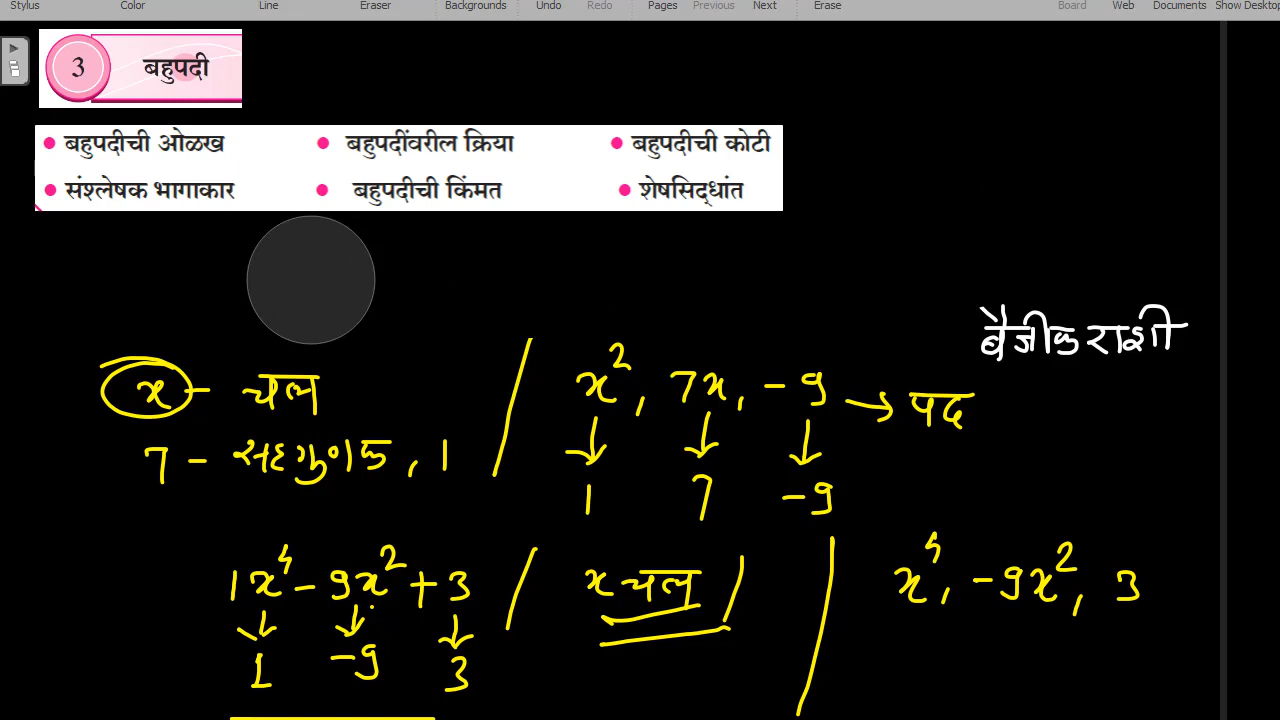 Stylus Color Line Eraser Backgrounds Undo Redo Pages Previous Next Erase Board Web Documents Show Desktop
3 बहुपदी
• बहुपदीची ओळख • बहुपदींवरील क्रिया • बहुपदीची कोटी
• संश्लेषक भागाकार • बहुपदीची किंमत • शेषसिद्धांत
बैजीक राशी
x - चल / x², 7x, -9 → पद
7 - सहगुणक, 1
1 7 -9
1x⁴ - 9x² + 3 / x चल / x⁴, -9x², 3
1 -9 3